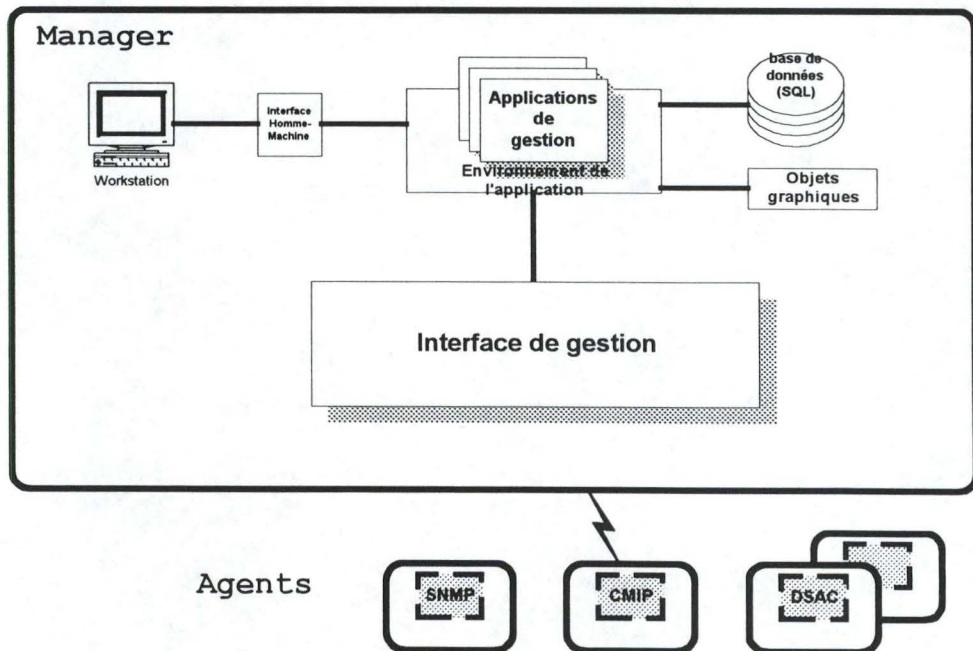 Manager
Workstation
Interface
Homme-
Machine
Applications
de
gestion
Environnement de
l'application
base de
données
(SQL)
Objets
graphiques
Interface de gestion
Agents
SNMP
CMIP
DSAC